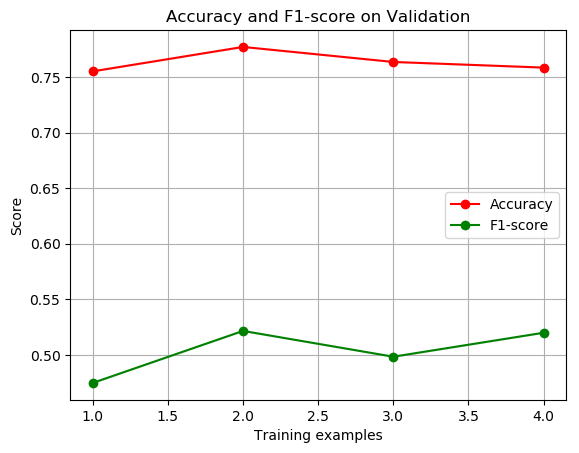 Accuracy and F1-score on Validation
Score
0.75
0.70
0.65
0.60
0.55
0.50
Accuracy
F1-score
1.0 1.5 2.0 2.5 3.0 3.5 4.0
Training examples